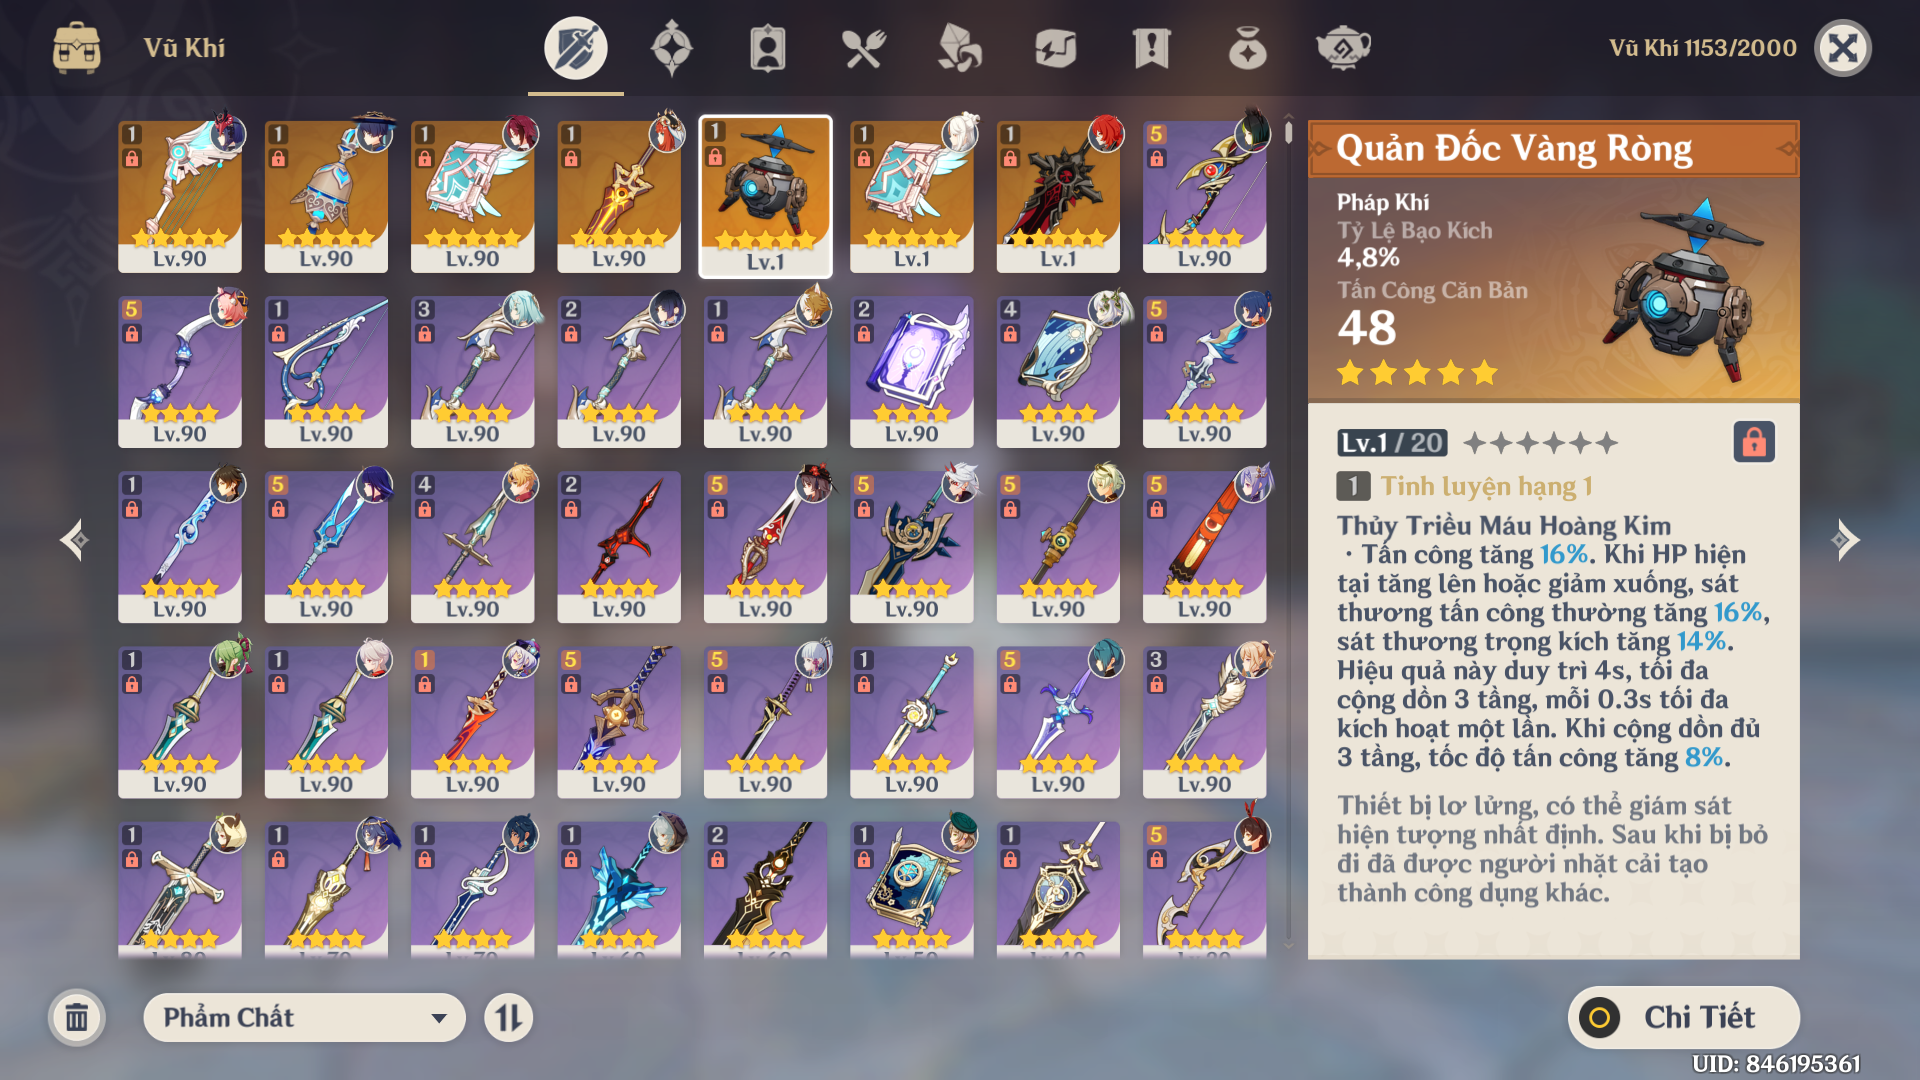 Vũ Khí
Vũ Khí 1153/2000
1 1 1 1 1 1 1 5
Lv.90 Lv.90 Lv.90 Lv.90 Lv.1 Lv.1 Lv.1 Lv.90
5 1 3 2 1 2 4 5
Lv.90 Lv.90 Lv.90 Lv.90 Lv.90 Lv.90 Lv.90 Lv.90
1 5 4 2 5 5 5 5
Lv.90 Lv.90 Lv.90 Lv.90 Lv.90 Lv.90 Lv.90 Lv.90
1 1 1 5 5 1 5 3
Lv.90 Lv.90 Lv.90 Lv.90 Lv.90 Lv.90 Lv.90 Lv.90
1 1 1 1 2 1 1 5
Quản Đốc Vàng Ròng
Pháp Khí
Tỷ Lệ Bạo Kích
4,8%
Tấn Công Căn Bản
48
Lv.1 / 20
1 Tinh luyện hạng 1
Thủy Triều Máu Hoàng Kim
· Tấn công tăng 16%. Khi HP hiện
tại tăng lên hoặc giảm xuống, sát
thương tấn công thường tăng 16%,
sát thương trọng kích tăng 14%.
Hiệu quả này duy trì 4s, tối đa
cộng dồn 3 tầng, mỗi 0.3s tối đa
kích hoạt một lần. Khi cộng dồn đủ
3 tầng, tốc độ tấn công tăng 8%.
Thiết bị lơ lửng, có thể giám sát
hiện tượng nhất định. Sau khi bị bỏ
đi đã được người nhặt cải tạo
thành công dụng khác.
Phẩm Chất
Chi Tiết
UID: 846195361